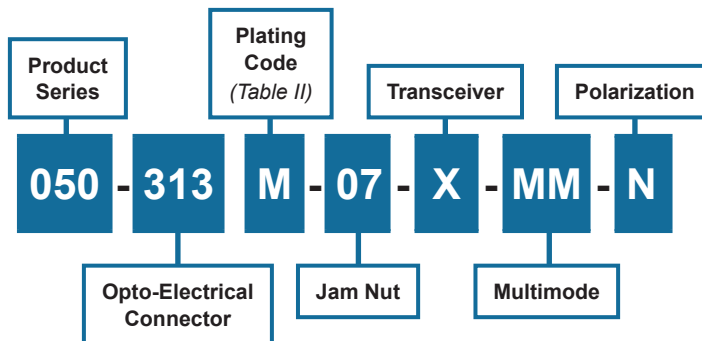 Product
Series
Plating
Code
(Table II)
Transceiver
Polarization
050 - 313 M - 07 - X - MM - N
Opto-Electrical
Connector
Jam Nut
Multimode